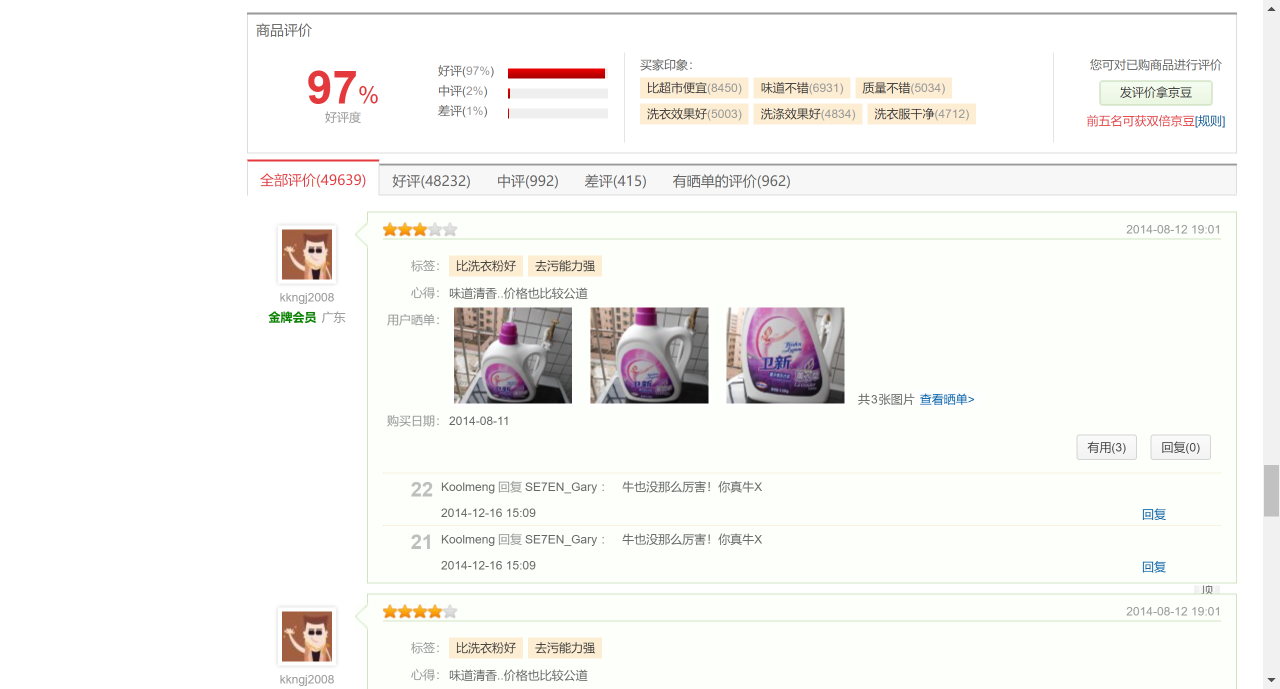 商品评价
97%
好评度
好评(97%)
中评(2%)
差评(1%)
买家印象：
比超市便宜(8450) 味道不错(6931) 质量不错(5034)
洗衣效果好(5003) 洗涤效果好(4834) 洗衣服干净(4712)
您可对已购商品进行评价
发评价拿京豆
前五名可获双倍京豆[规则]
全部评价(49639) 好评(48232) 中评(992) 差评(415) 有晒单的评价(962)
2014-08-12 19:01
标签： 比洗衣粉好 去污能力强
心得： 味道清香..价格也比较公道
kkngj2008
金牌会员 广东
用户晒单：
卫新
共3张图片 查看晒单>
购买日期： 2014-08-11
有用(3) 回复(0)
22 Koolmeng 回复 SE7EN_Gary ： 牛也没那么厉害！你真牛X
2014-12-16 15:09 回复
21 Koolmeng 回复 SE7EN_Gary ： 牛也没那么厉害！你真牛X
2014-12-16 15:09 回复
2014-08-12 19:01
标签： 比洗衣粉好 去污能力强
心得： 味道清香..价格也比较公道
kkngj2008